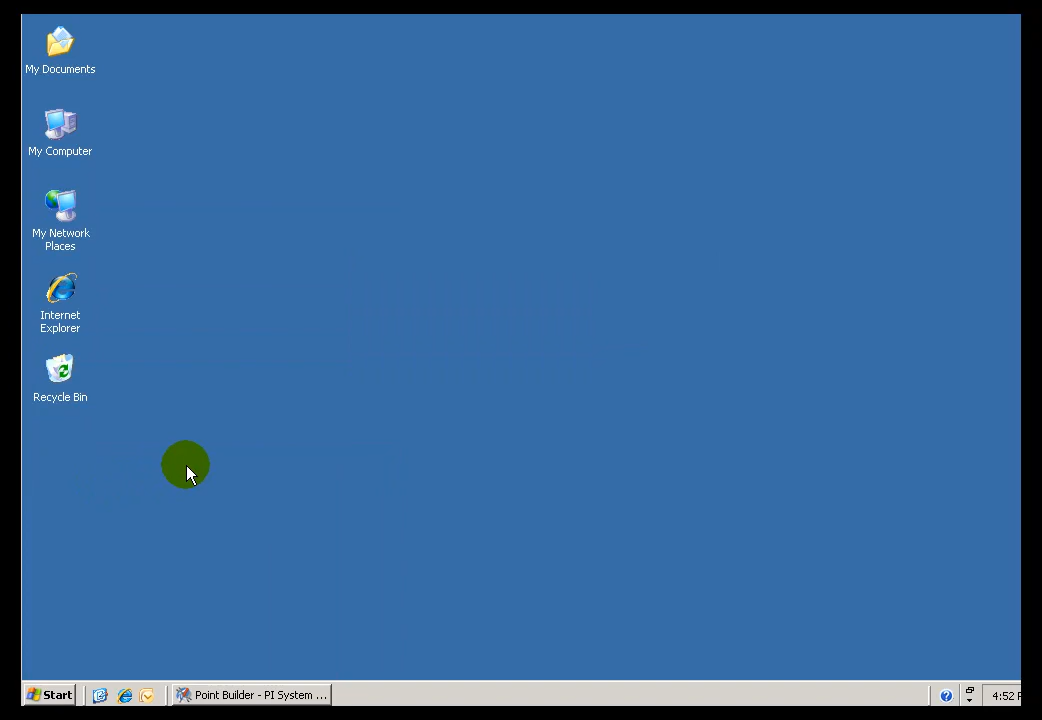 My Documents
My Computer
My Network
Places
Internet
Explorer
Recycle Bin
Start
Point Builder - PI System ...
4:52